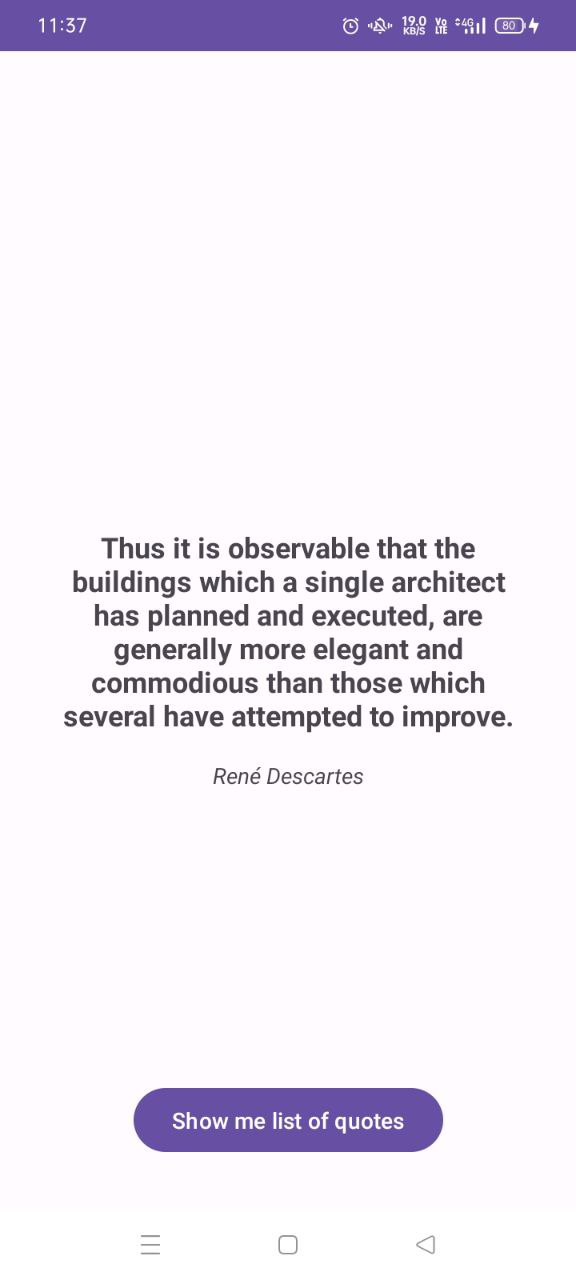 11:37
19.0 KB/S Vo LTE 4G 80
Thus it is observable that the
buildings which a single architect
has planned and executed, are
generally more elegant and
commodious than those which
several have attempted to improve.
René Descartes
Show me list of quotes